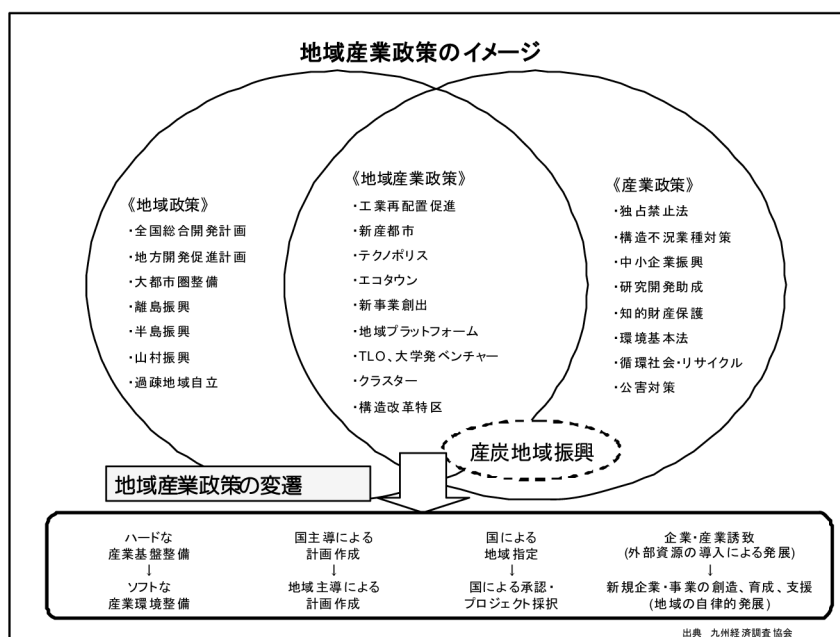 地域産業政策のイメージ
《地域政策》
・全国総合開発計画
・地方開発促進計画
・大都市圏整備
・離島振興
・半島振興
・山村振興
・過疎地域自立
《地域産業政策》
・工業再配置促進
・新産都市
・テクノポリス
・エコタウン
・新事業創出
・地域プラットフォーム
・TLO、大学発ベンチャー
・クラスター
・構造改革特区
《産業政策》
・独占禁止法
・構造不況業種対策
・中小企業振興
・研究開発助成
・知的財産保護
・環境基本法
・循環社会・リサイクル
・公害対策
産炭地域振興
地域産業政策の変遷
ハードな
産業基盤整備
↓
ソフトな
産業環境整備
国主導による
計画作成
↓
地域主導による
計画作成
国による
地域指定
↓
国による承認・
プロジェクト採択
企業・産業誘致
(外部資源の導入による発展)
↓
新規企業・事業の創造、育成、支援
(地域の自律的発展)
出典 九州経済調査協会